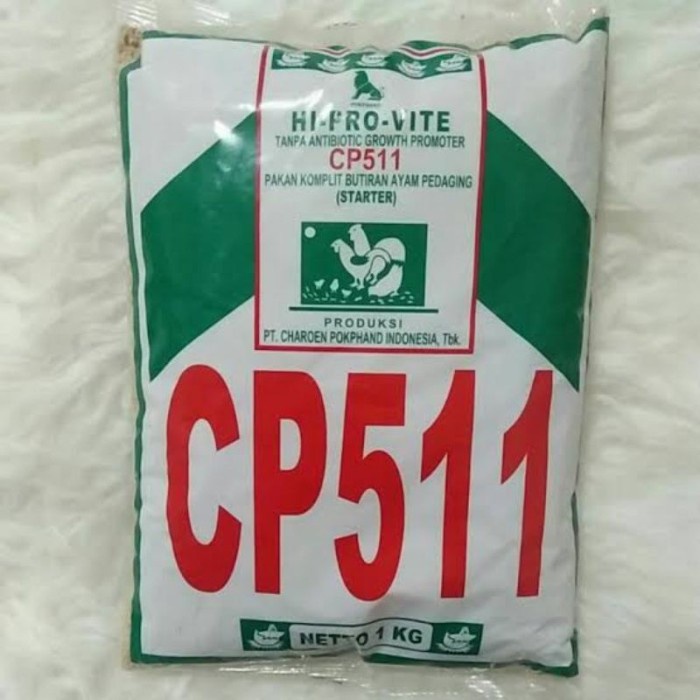 HI-PRO-VITE
TANPA ANTIBIOTIC GROWTH PROMOTER
CP511
PAKAN KOMPLIT BUTIRAN AYAM PEDAGING
(STARTER)
PRODUKSI
PT. CHAROEN POKPHAND INDONESIA, Tbk.
CP511
NETTO 1 KG